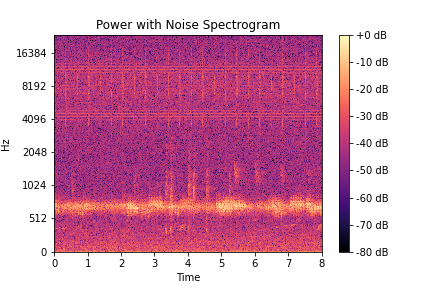 Power with Noise Spectrogram
+0 dB
16384
-10 dB
8192
-20 dB
4096
-30 dB
Hz
2048
-40 dB
1024
-50 dB
-60 dB
512
-70 dB
0
-80 dB
0 1 2 3 4 5 6 7 8
Time